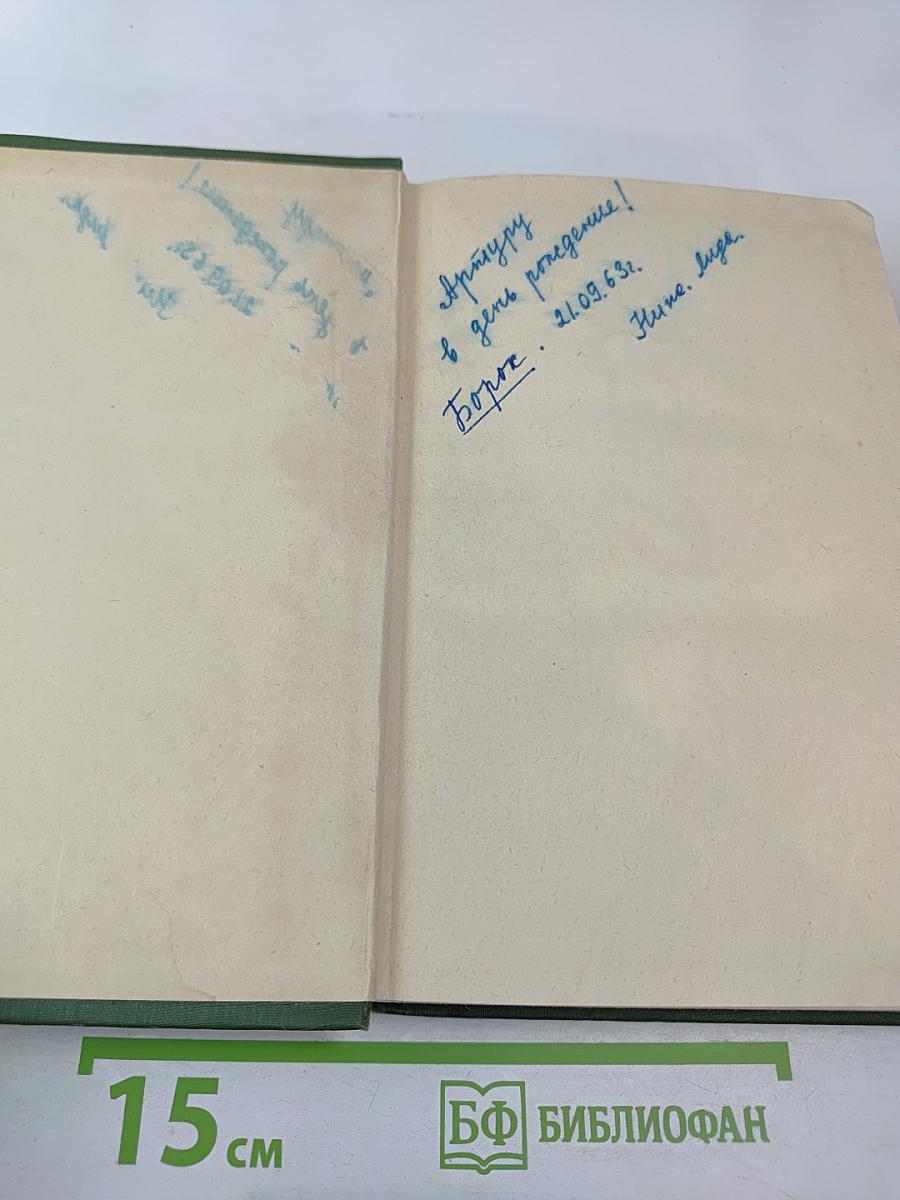 Артуру
в день рождение!
21.09.63г.
Борок.
Нина. Лида.
15 см
БФ БИБЛИОФАН